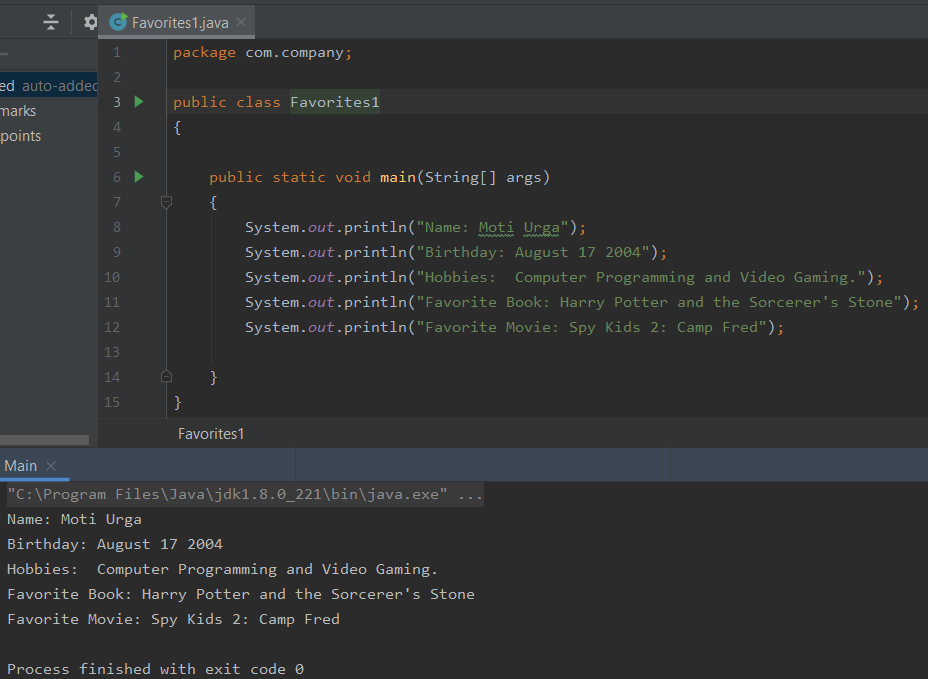 Favorites1.java
ed auto-added
marks
points
1 package com.company;
2
3 public class Favorites1
4 {
5
6     public static void main(String[] args)
7     {
8         System.out.println("Name: Moti Urga");
9         System.out.println("Birthday: August 17 2004");
10         System.out.println("Hobbies:  Computer Programming and Video Gaming.");
11         System.out.println("Favorite Book: Harry Potter and the Sorcerer's Stone");
12         System.out.println("Favorite Movie: Spy Kids 2: Camp Fred");
13
14     }
15 }
Favorites1
Main
"C:\Program Files\Java\jdk1.8.0_221\bin\java.exe" ...
Name: Moti Urga
Birthday: August 17 2004
Hobbies:  Computer Programming and Video Gaming.
Favorite Book: Harry Potter and the Sorcerer's Stone
Favorite Movie: Spy Kids 2: Camp Fred
Process finished with exit code 0